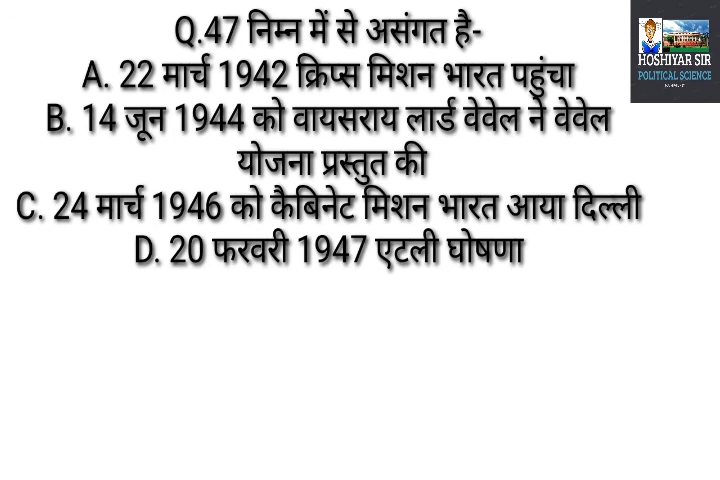 Q.47 निम्न में से असंगत है-
A. 22 मार्च 1942 क्रिप्स मिशन भारत पहुंचा
B. 14 जून 1944 को वायसराय लार्ड वेवेल ने वेवेल
योजना प्रस्तुत की
C. 24 मार्च 1946 को कैबिनेट मिशन भारत आया दिल्ली
D. 20 फरवरी 1947 एटली घोषणा
HOSHIYAR SIR
POLITICAL SCIENCE